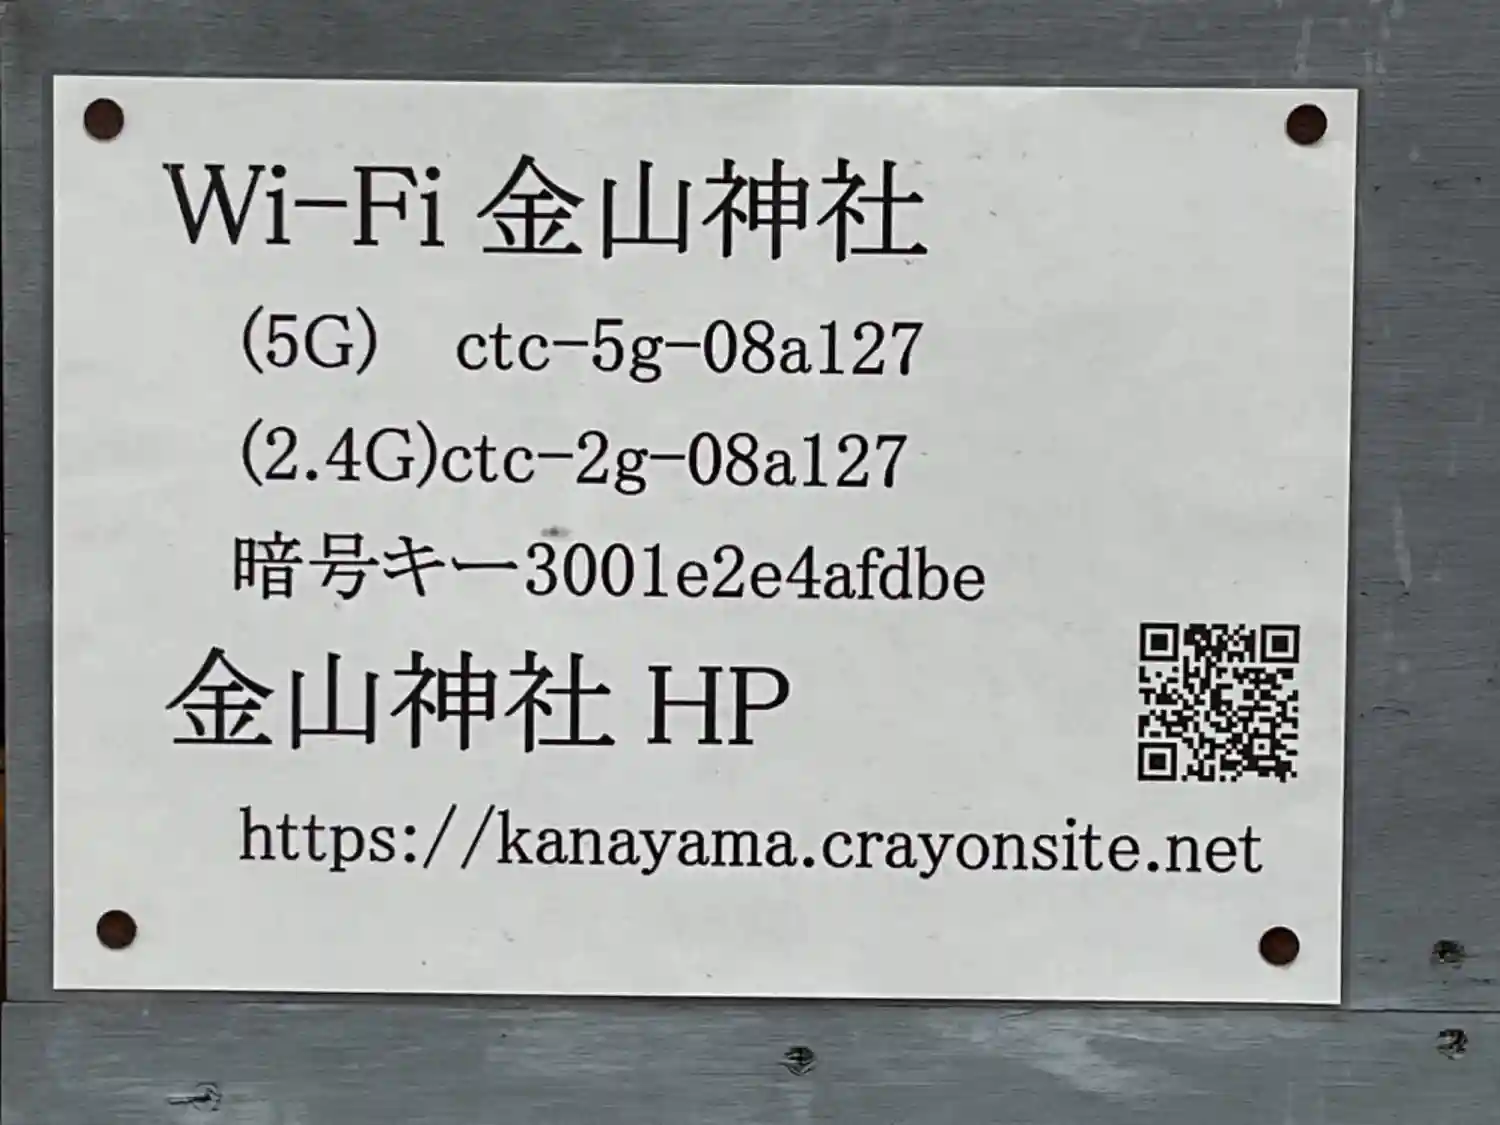 Wi-Fi 金山神社
(5G)　ctc-5g-08a127
(2.4G)ctc-2g-08a127
暗号キー3001e2e4afdbe
金山神社 HP
https://kanayama.crayonsite.net